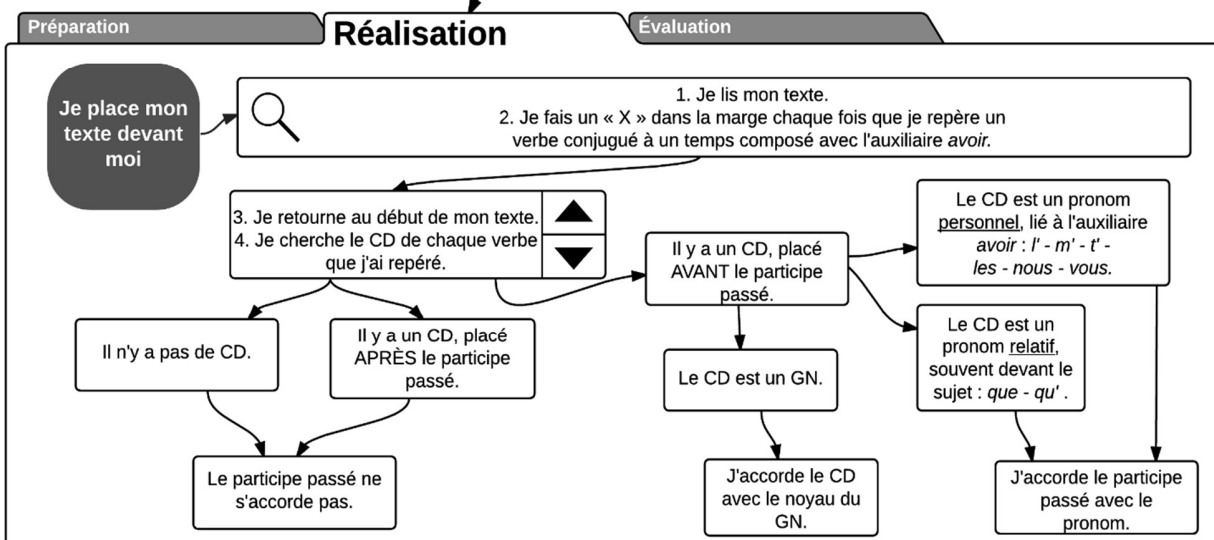 Préparation
Réalisation
Évaluation
Je place mon
texte devant
moi
1. Je lis mon texte.
2. Je fais un « X » dans la marge chaque fois que je repère un
verbe conjugué à un temps composé avec l'auxiliaire avoir.
3. Je retourne au début de mon texte.
4. Je cherche le CD de chaque verbe
que j'ai repéré.
Il n'y a pas de CD.
Il y a un CD, placé
APRÈS le participe
passé.
Le participe passé ne
s'accorde pas.
Il y a un CD, placé
AVANT le participe
passé.
Le CD est un GN.
J'accorde le CD
avec le noyau du
GN.
Le CD est un pronom
personnel, lié à l'auxiliaire
avoir : l' - m' - t' -
les - nous - vous.
Le CD est un
pronom relatif,
souvent devant le
sujet : que - qu' .
J'accorde le participe
passé avec le
pronom.